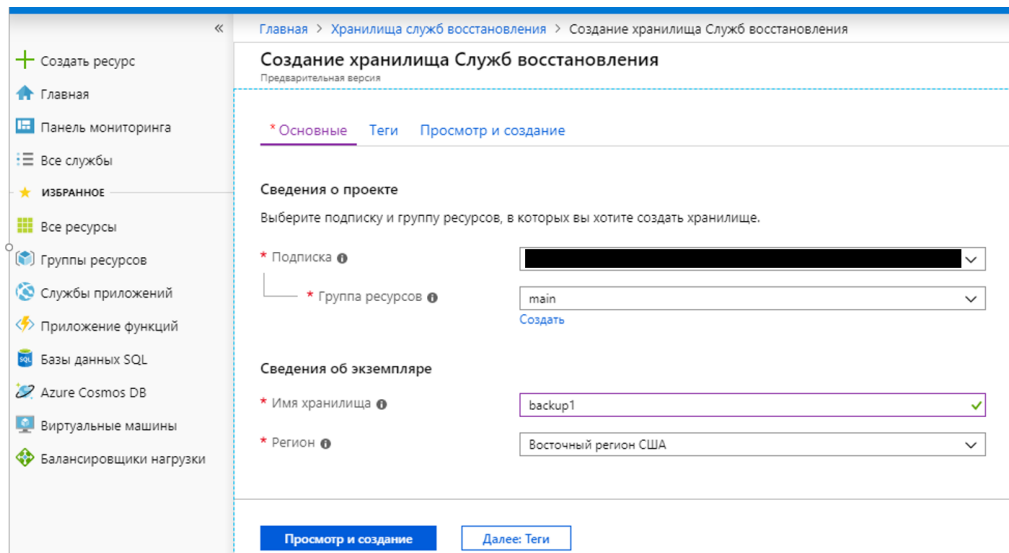 «
Создать ресурс
Главная
Панель мониторинга
Все службы
ИЗБРАННОЕ
Все ресурсы
Группы ресурсов
Службы приложений
Приложение функций
SQL
Базы данных SQL
Azure Cosmos DB
Виртуальные машины
Балансировщики нагрузки
Главная > Хранилища служб восстановления > Создание хранилища Служб восстановления
Создание хранилища Служб восстановления
Предварительная версия
* Основные Теги Просмотр и создание
Сведения о проекте
Выберите подписку и группу ресурсов, в которых вы хотите создать хранилище.
* Подписка
* Группа ресурсов main
Создать
Сведения об экземпляре
* Имя хранилища backup1
* Регион Восточный регион США
Просмотр и создание Далее: Теги